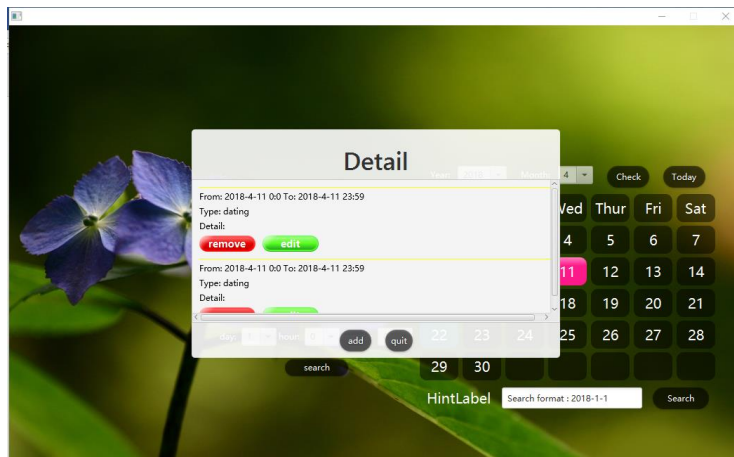 Detail
Year: 2018 Month: 4 Check Today
From: 2018-4-11 0:0 To: 2018-4-11 23:59
Type: dating
Detail:
remove edit
From: 2018-4-11 0:0 To: 2018-4-11 23:59
Type: dating
Detail:
Wed Thur Fri Sat
4 5 6 7
11 12 13 14
18 19 20 21
day: hour:
add quit
22 23 24 25 26 27 28
search
29 30
HintLabel Search format : 2018-1-1 Search